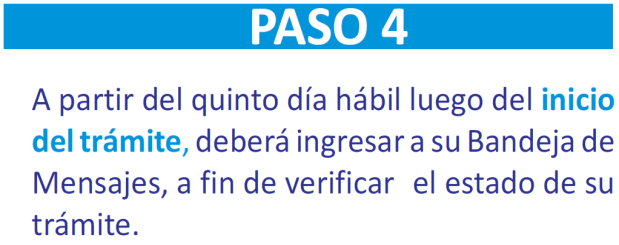 PASO 4
A partir del quinto día hábil luego del inicio
del trámite, deberá ingresar a su Bandeja de
Mensajes, a fin de verificar el estado de su
trámite.